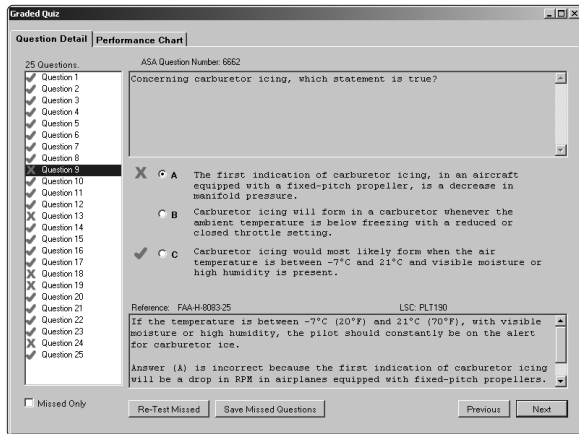 Graded Quiz
Question Detail
Performance Chart
25 Questions.
Question 1
Question 2
Question 3
Question 4
Question 5
Question 6
Question 7
Question 8
Question 9
Question 10
Question 11
Question 12
Question 13
Question 14
Question 15
Question 16
Question 17
Question 18
Question 19
Question 20
Question 21
Question 22
Question 23
Question 24
Question 25
Missed Only
ASA Question Number: 6662
Concerning carburetor icing, which statement is true?
A The first indication of carburetor icing, in an aircraft
equipped with a fixed-pitch propeller, is a decrease in
manifold pressure.
B Carburetor icing will form in a carburetor whenever the
ambient temperature is below freezing with a reduced or
closed throttle setting.
C Carburetor icing would most likely form when the air
temperature is between -7°C and 21°C and visible moisture or
high humidity is present.
Reference: FAA-H-8083-25 LSC: PLT190
If the temperature is between -7°C (20°F) and 21°C (70°F), with visible
moisture or high humidity, the pilot should constantly be on the alert
for carburetor ice.
Answer (A) is incorrect because the first indication of carburetor icing
will be a drop in RPM in airplanes equipped with fixed-pitch propellers.
Re-Test Missed
Save Missed Questions
Previous
Next